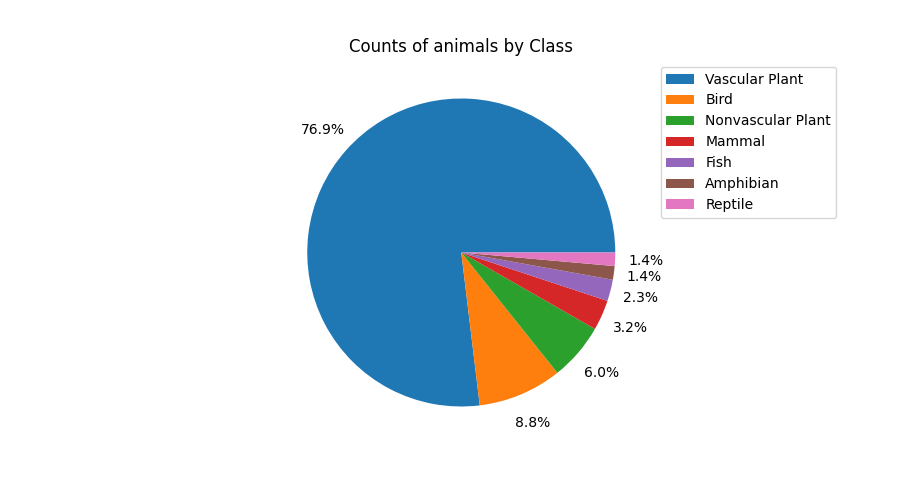 Counts of animals by Class
Vascular Plant
Bird
Nonvascular Plant
Mammal
Fish
Amphibian
Reptile
76.9%
1.4%
1.4%
2.3%
3.2%
6.0%
8.8%